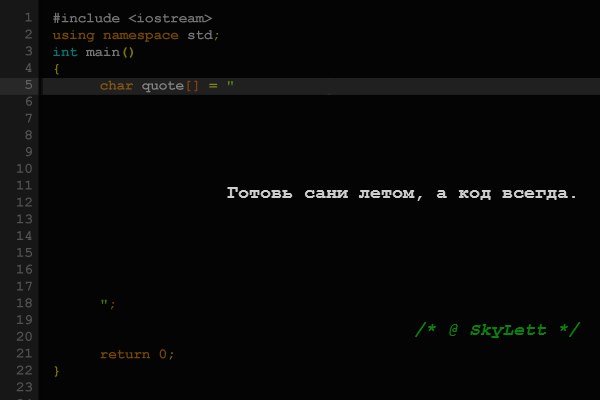 1 #include <iostream>
2 using namespace std;
3 int main()
4 {
5 char quote[] = "
6
7
8
9
10
11 Готовь сани летом, а код всегда.
12
13
14
15
16
17
18 ";
19
20 /* @ SkyLett */
21 return 0;
22 }
23